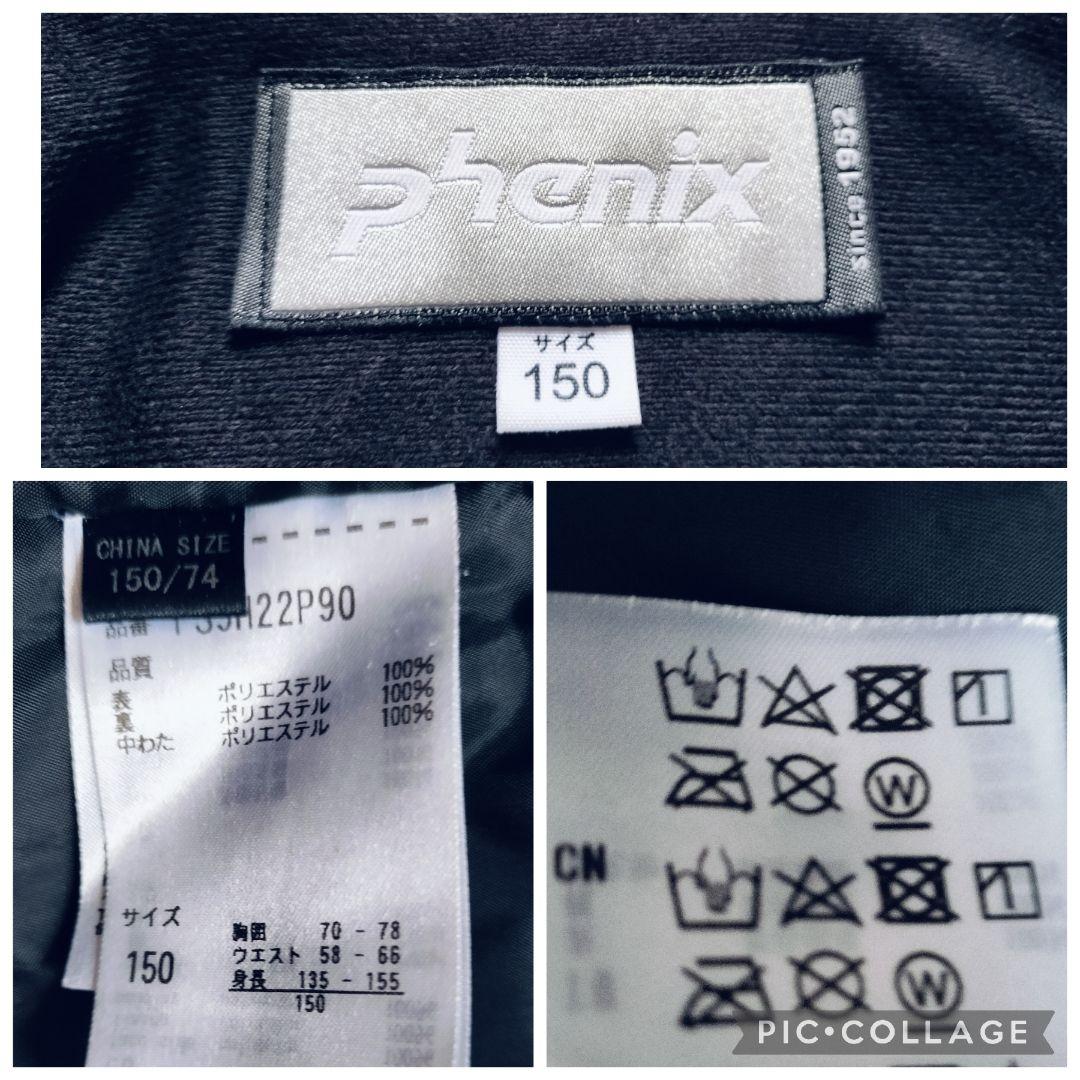 phenix
since 1952
サイズ
150
CHINA SIZE
150/74
品番
H22P90
品質
表 ポリエステル 100%
裏 ポリエステル 100%
中わた ポリエステル 100%
サイズ
150
胸囲 70 - 78
ウエスト 58 - 66
身長 135 - 155
150
W
CN
W
PIC•COLLAGE